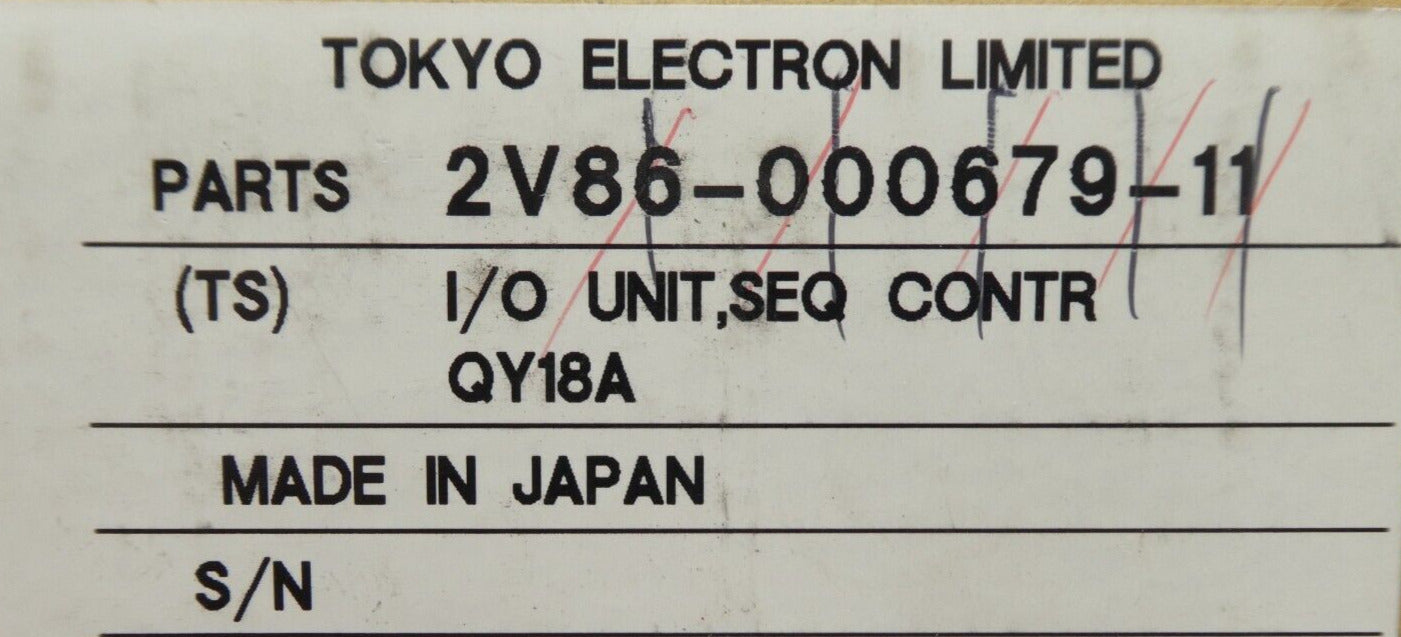 TOKYO ELECTRON LIMITED
PARTS 2V86-000679-11
(TS) I/O UNIT,SEQ CONTR
QY18A
MADE IN JAPAN
S/N